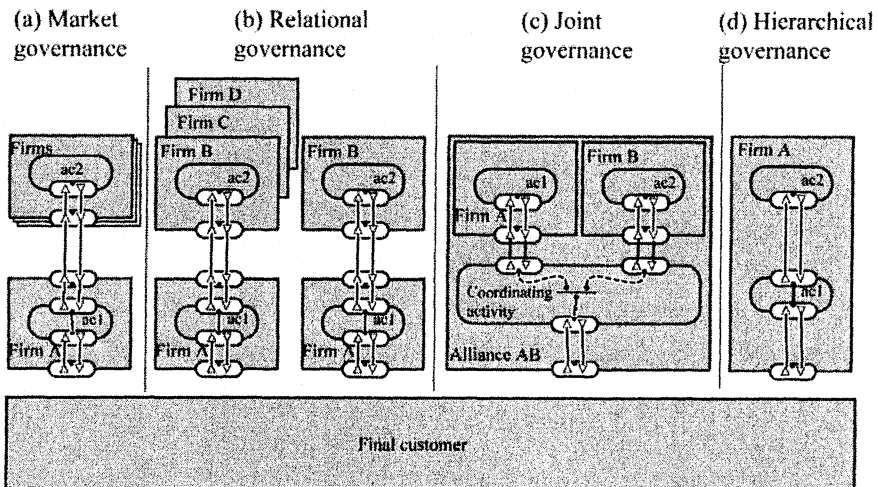 (a) Market
governance
(b) Relational
governance
(c) Joint
governance
(d) Hierarchical
governance
Firms
ac2
ac1
Firm A
Firm D
Firm C
Firm B
ac2
ac1
Firm A
Firm B
ac2
ac1
Firm A
ac1
Firm A
Firm B
ac2
Coordinating
activity
Alliance AB
Firm A
ac2
ac1
Final customer